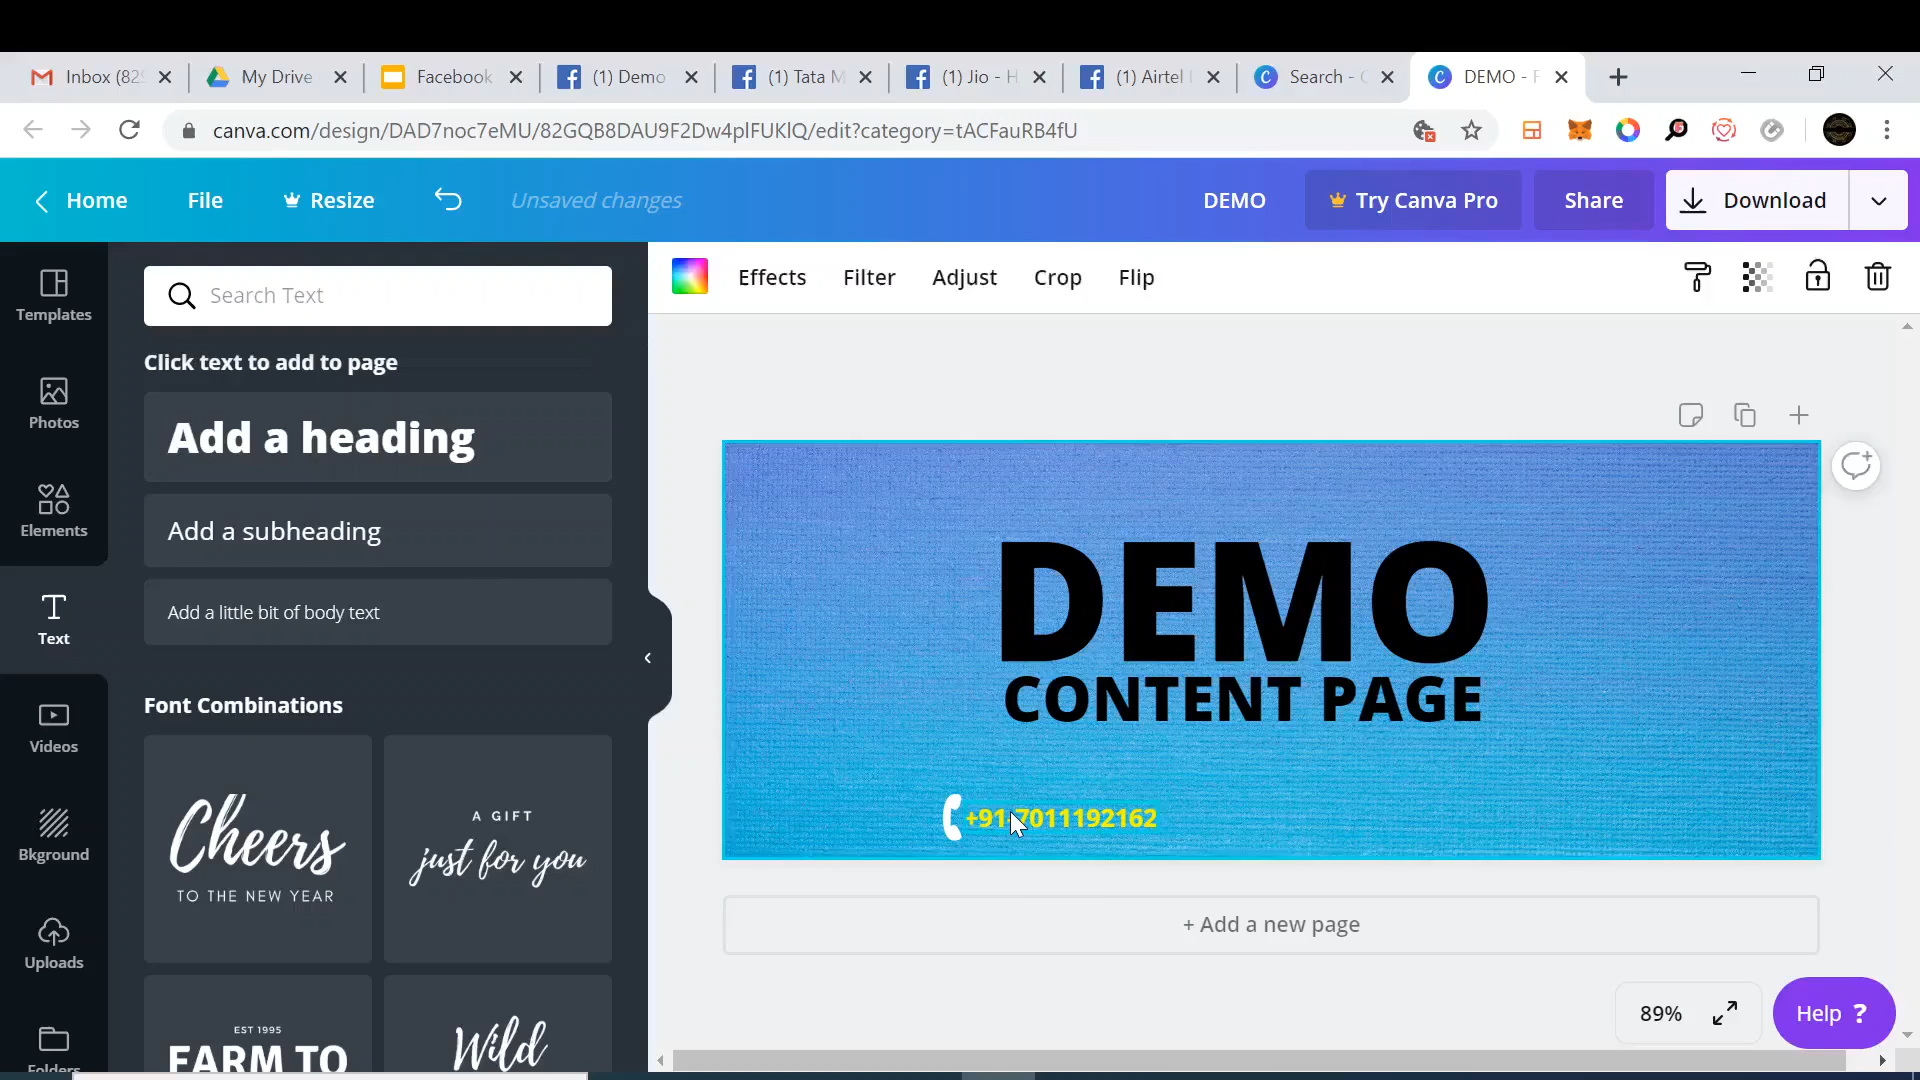 Inbox (82
My Drive
Facebook
(1) Demo
(1) Tata M
(1) Jio - H
(1) Airtel
Search - C
DEMO - F
canva.com/design/DAD7noc7eMU/82GQB8DAU9F2Dw4plFUKlQ/edit?category=tACFauRB4fU
Home
File
Resize
Unsaved changes
DEMO
Try Canva Pro
Share
Download
Templates
Photos
Elements
Text
Videos
Bkground
Uploads
Folders
Search Text
Click text to add to page
Add a heading
Add a subheading
Add a little bit of body text
Font Combinations
Cheers
TO THE NEW YEAR
A GIFT
just for you
EST 1995
FARM TO
Wild
Effects
Filter
Adjust
Crop
Flip
DEMO
CONTENT PAGE
+91-7011192162
+ Add a new page
89%
Help ?